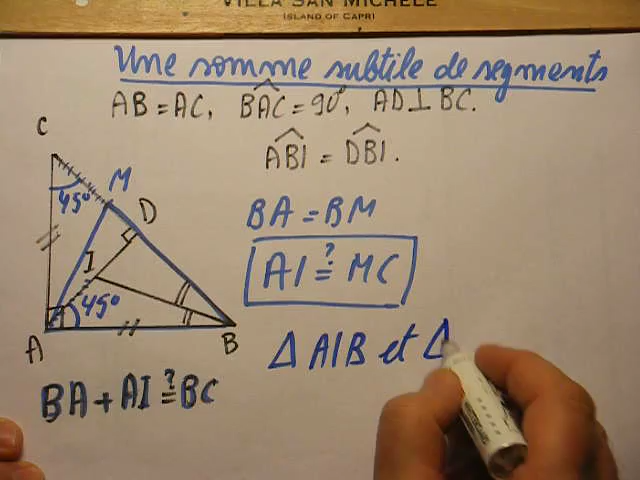 VILLA SAN MICHELE
ISLAND OF CAPRI
Une somme subtile de segments
AB = AC, BAC = 90°, AD ⊥ BC.
ABI = DBI.
C
M
45°
D
BA = BM
I
AI ?= MC
45°
A
B
Δ AIB et Δ
BA + AI ?= BC